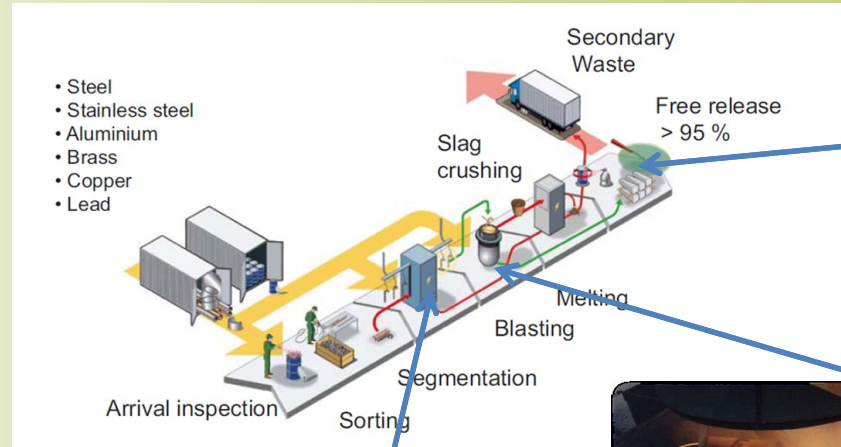 Secondary
Waste
• Steel
• Stainless steel
• Aluminium
• Brass
• Copper
• Lead
Free release
> 95 %
Slag
crushing
Melting
Blasting
Segmentation
Arrival inspection
Sorting